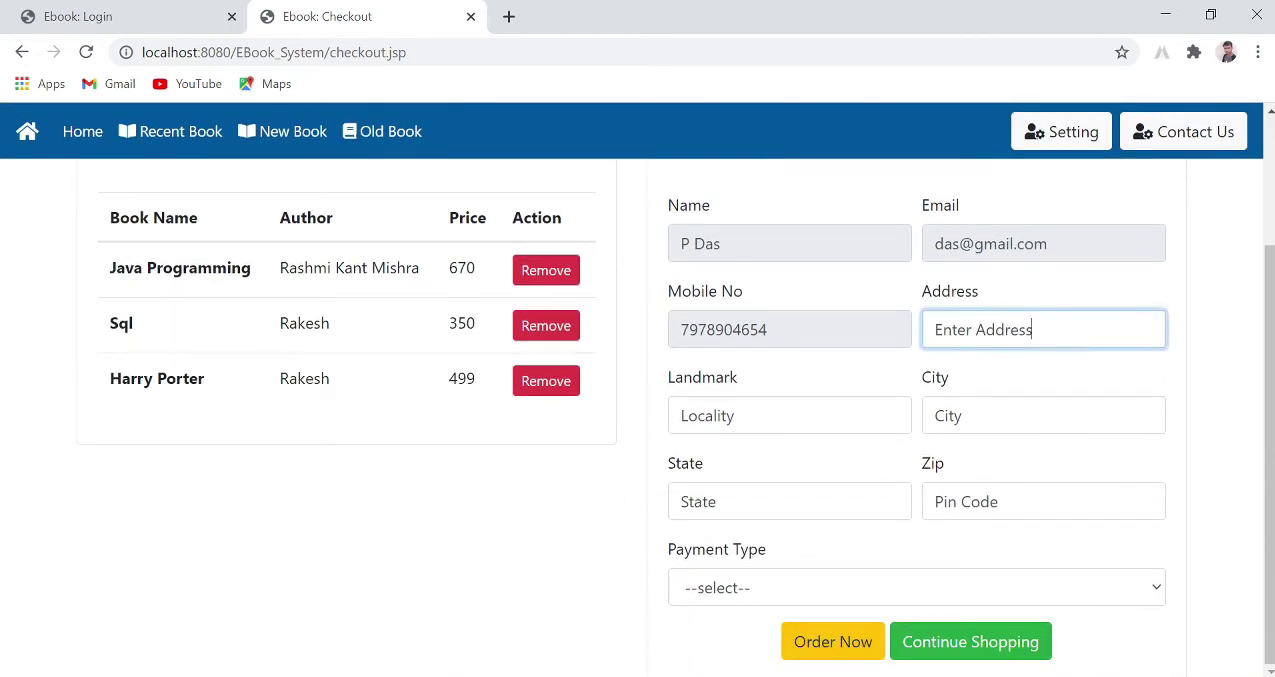 Ebook: Login
Ebook: Checkout
localhost:8080/EBook_System/checkout.jsp
Apps Gmail YouTube Maps
Home Recent Book New Book Old Book Setting Contact Us
Book Name Author Price Action
Java Programming Rashmi Kant Mishra 670 Remove
Sql Rakesh 350 Remove
Harry Porter Rakesh 499 Remove
Name Email
P Das das@gmail.com
Mobile No Address
7978904654 Enter Address
Landmark City
Locality City
State Zip
State Pin Code
Payment Type
--select--
Order Now Continue Shopping